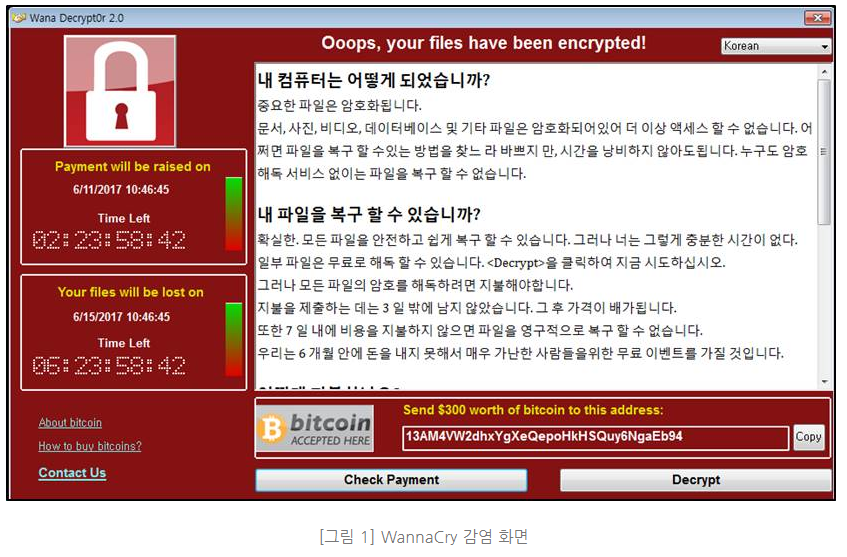 Wana Decrypt0r 2.0
Ooops, your files have been encrypted!
Korean
내 컴퓨터는 어떻게 되었습니까?
중요한 파일은 암호화됩니다.
문서, 사진, 비디오, 데이터베이스 및 기타 파일은 암호화되어있어 더 이상 액세스 할 수 없습니다. 어
쩌면 파일을 복구 할 수있는 방법을 찾느 라 바쁘지 만, 시간을 낭비하지 않아도됩니다. 누구도 암호
해독 서비스 없이는 파일을 복구 할 수 없습니다.
내 파일을 복구 할 수 있습니까?
확실한. 모든 파일을 안전하고 쉽게 복구 할 수 있습니다. 그러나 너는 그렇게 충분한 시간이 없다.
일부 파일은 무료로 해독 할 수 있습니다. <Decrypt>을 클릭하여 지금 시도하십시오.
그러나 모든 파일의 암호를 해독하려면 지불해야합니다.
지불을 제출하는 데는 3 일 밖에 남지 않았습니다. 그 후 가격이 배가됩니다.
또한 7 일 내에 비용을 지불하지 않으면 파일을 영구적으로 복구 할 수 없습니다.
우리는 6 개월 안에 돈을 내지 못해서 매우 가난한 사람들을위한 무료 이벤트를 가질 것입니다.
Payment will be raised on
6/11/2017 10:46:45
Time Left
02:23:58:42
Your files will be lost on
6/15/2017 10:46:45
Time Left
06:23:58:42
About bitcoin
How to buy bitcoins?
Contact Us
bitcoin
ACCEPTED HERE
Send $300 worth of bitcoin to this address:
13AM4VW2dhxYgXeQepoHkHSQuy6NgaEb94
Copy
Check Payment
Decrypt
[그림 1] WannaCry 감염 화면